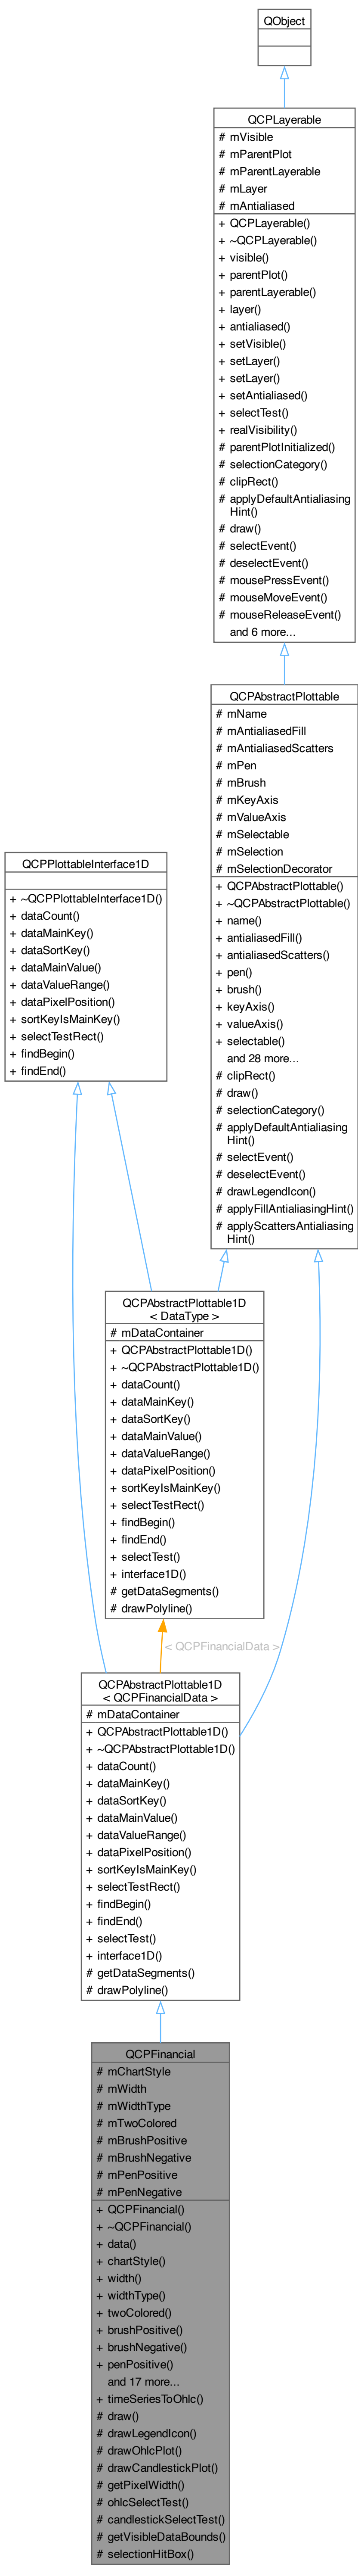 QObject
QCPLayerable
# mVisible
# mParentPlot
# mParentLayerable
# mLayer
# mAntialiased
+ QCPLayerable()
+ ~QCPLayerable()
+ visible()
+ parentPlot()
+ parentLayerable()
+ layer()
+ antialiased()
+ setVisible()
+ setLayer()
+ setLayer()
+ setAntialiased()
+ selectTest()
+ realVisibility()
# parentPlotInitialized()
# selectionCategory()
# clipRect()
# applyDefaultAntialiasing
Hint()
# draw()
# selectEvent()
# deselectEvent()
# mousePressEvent()
# mouseMoveEvent()
# mouseReleaseEvent()
and 6 more...
QCPAbstractPlottable
# mName
# mAntialiasedFill
# mAntialiasedScatters
# mPen
# mBrush
# mKeyAxis
# mValueAxis
# mSelectable
# mSelection
# mSelectionDecorator
+ QCPAbstractPlottable()
+ ~QCPAbstractPlottable()
+ name()
+ antialiasedFill()
+ antialiasedScatters()
+ pen()
+ brush()
+ keyAxis()
+ valueAxis()
+ selectable()
and 28 more...
# clipRect()
# draw()
# selectionCategory()
# applyDefaultAntialiasing
Hint()
# selectEvent()
# deselectEvent()
# drawLegendIcon()
# applyFillAntialiasingHint()
# applyScattersAntialiasing
Hint()
QCPPlottableInterface1D
+ ~QCPPlottableInterface1D()
+ dataCount()
+ dataMainKey()
+ dataSortKey()
+ dataMainValue()
+ dataValueRange()
+ dataPixelPosition()
+ sortKeyIsMainKey()
+ selectTestRect()
+ findBegin()
+ findEnd()
QCPAbstractPlottable1D
< DataType >
# mDataContainer
+ QCPAbstractPlottable1D()
+ ~QCPAbstractPlottable1D()
+ dataCount()
+ dataMainKey()
+ dataSortKey()
+ dataMainValue()
+ dataValueRange()
+ dataPixelPosition()
+ sortKeyIsMainKey()
+ selectTestRect()
+ findBegin()
+ findEnd()
+ selectTest()
+ interface1D()
# getDataSegments()
# drawPolyline()
< QCPFinancialData >
QCPAbstractPlottable1D
< QCPFinancialData >
# mDataContainer
+ QCPAbstractPlottable1D()
+ ~QCPAbstractPlottable1D()
+ dataCount()
+ dataMainKey()
+ dataSortKey()
+ dataMainValue()
+ dataValueRange()
+ dataPixelPosition()
+ sortKeyIsMainKey()
+ selectTestRect()
+ findBegin()
+ findEnd()
+ selectTest()
+ interface1D()
# getDataSegments()
# drawPolyline()
QCPFinancial
# mChartStyle
# mWidth
# mWidthType
# mTwoColored
# mBrushPositive
# mBrushNegative
# mPenPositive
# mPenNegative
+ QCPFinancial()
+ ~QCPFinancial()
+ data()
+ chartStyle()
+ width()
+ widthType()
+ twoColored()
+ brushPositive()
+ brushNegative()
+ penPositive()
and 17 more...
+ timeSeriesToOhlc()
# draw()
# drawLegendIcon()
# drawOhlcPlot()
# drawCandlestickPlot()
# getPixelWidth()
# ohlcSelectTest()
# candlestickSelectTest()
# getVisibleDataBounds()
# selectionHitBox()